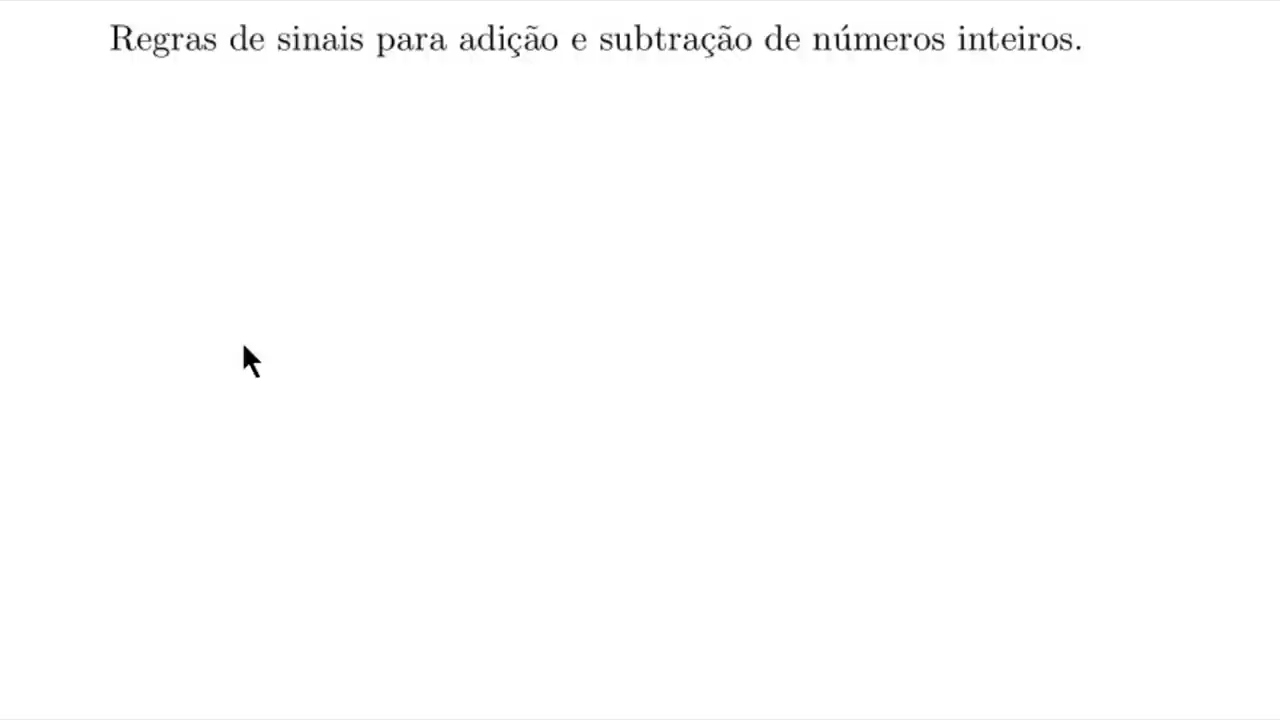 Regras de sinais para adição e subtração de números inteiros.